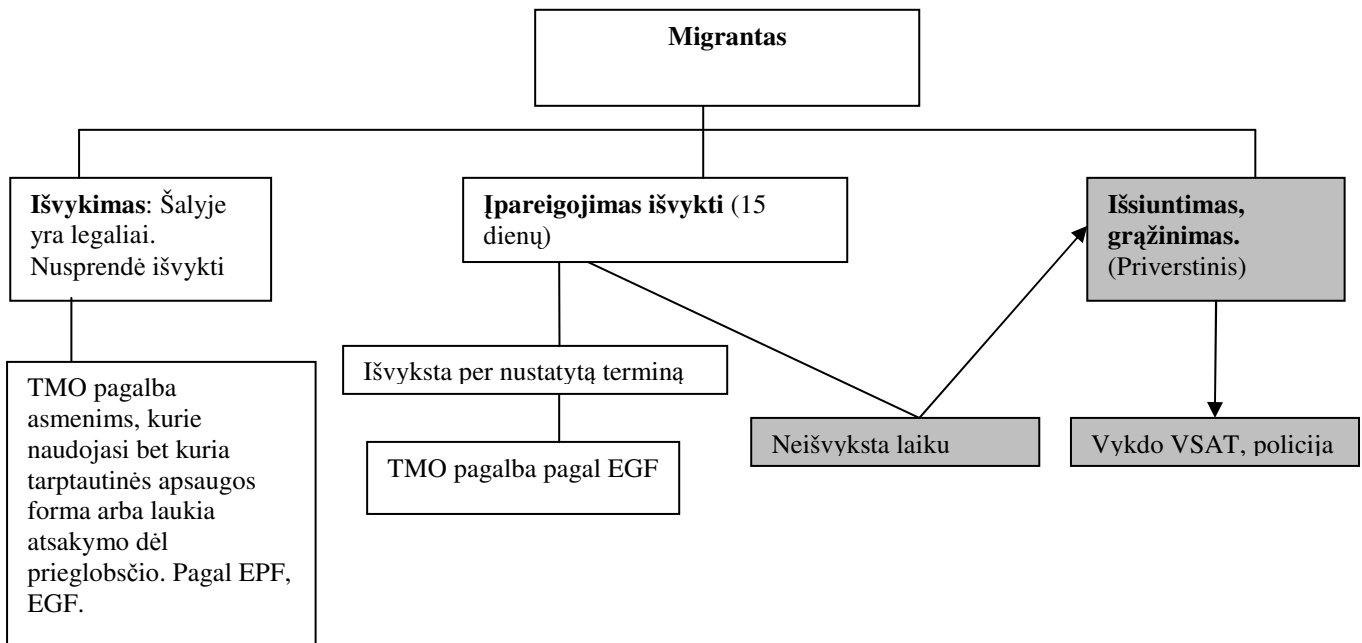 Migrantas
Išvykimas: Šalyje
yra legaliai.
Nusprendė išvykti
Įpareigojimas išvykti (15
dienų)
Išsiuntimas,
grąžinimas.
(Priverstinis)
TMO pagalba
asmenims, kurie
naudojasi bet kuria
tarptautinės apsaugos
forma arba laukia
atsakymo dėl
prieglobsčio. Pagal EPF,
EGF.
Išvyksta per nustatytą terminą
TMO pagalba pagal EGF
Neišvyksta laiku
Vykdo VSAT, policija